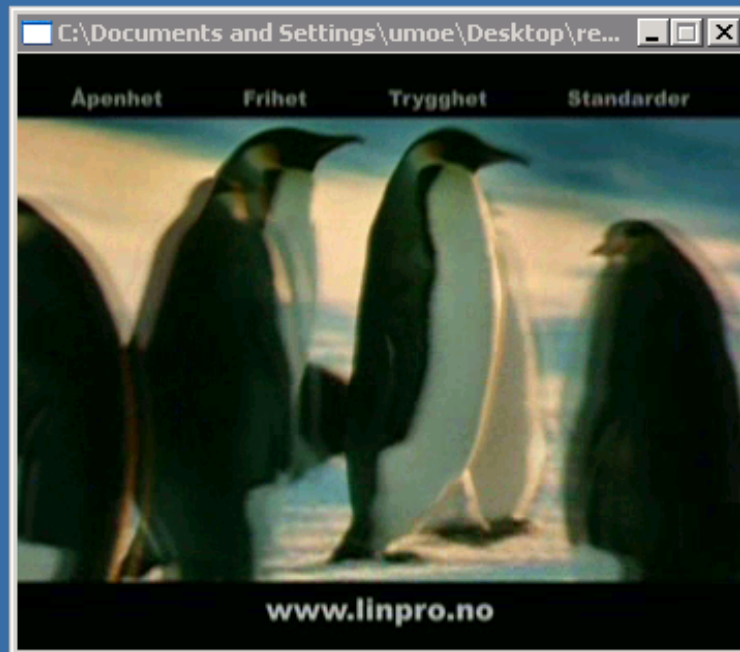 C:\Documents and Settings\umoe\Desktop\re...
Åpenhet Frihet Trygghet Standarder
www.linpro.no